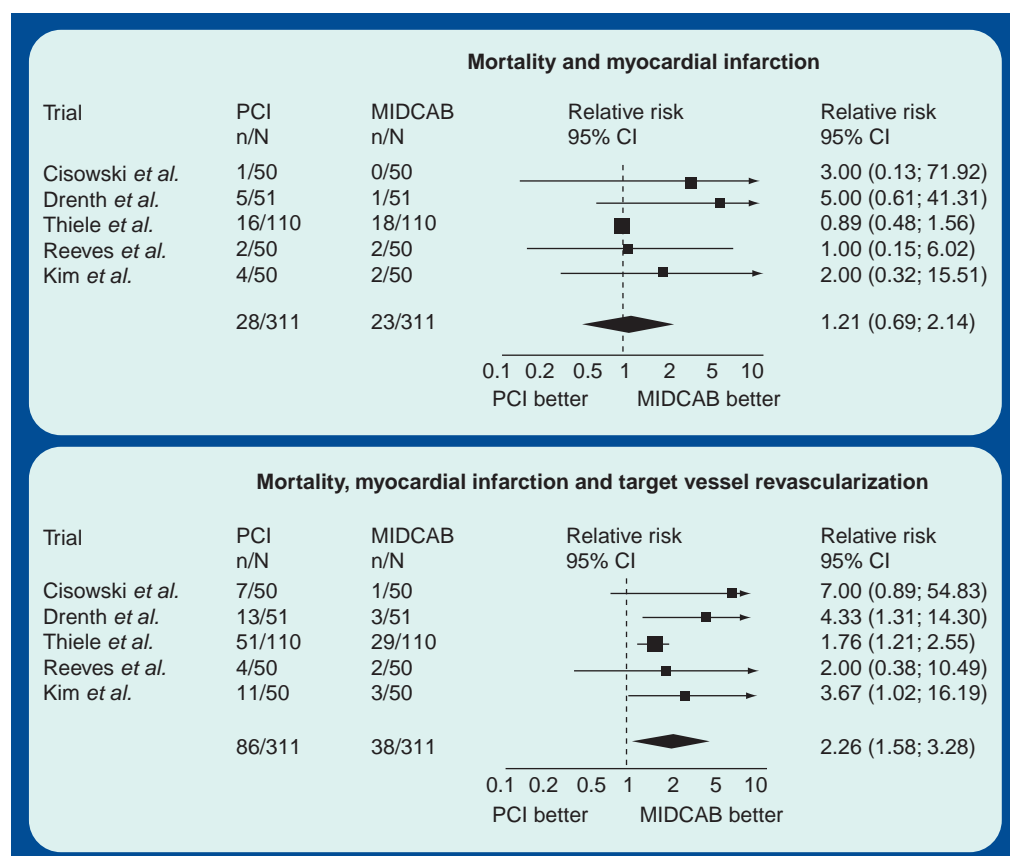 Mortality and myocardial infarction
Trial PCI MIDCAB Relative risk Relative risk
n/N n/N 95% CI 95% CI
Cisowski et al. 1/50 0/50 3.00 (0.13; 71.92)
Drenth et al. 5/51 1/51 5.00 (0.61; 41.31)
Thiele et al. 16/110 18/110 0.89 (0.48; 1.56)
Reeves et al. 2/50 2/50 1.00 (0.15; 6.02)
Kim et al. 4/50 2/50 2.00 (0.32; 15.51)
28/311 23/311 1.21 (0.69; 2.14)
0.1 0.2 0.5 1 2 5 10
PCI better MIDCAB better
Mortality, myocardial infarction and target vessel revascularization
Trial PCI MIDCAB Relative risk Relative risk
n/N n/N 95% CI 95% CI
Cisowski et al. 7/50 1/50 7.00 (0.89; 54.83)
Drenth et al. 13/51 3/51 4.33 (1.31; 14.30)
Thiele et al. 51/110 29/110 1.76 (1.21; 2.55)
Reeves et al. 4/50 2/50 2.00 (0.38; 10.49)
Kim et al. 11/50 3/50 3.67 (1.02; 16.19)
86/311 38/311 2.26 (1.58; 3.28)
0.1 0.2 0.5 1 2 5 10
PCI better MIDCAB better